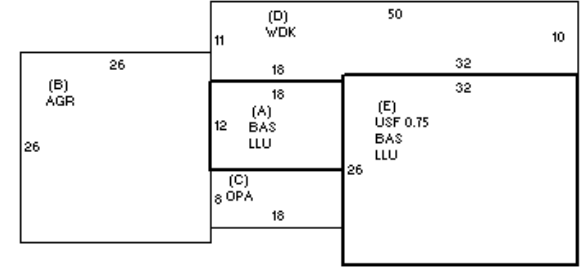 (D)
WDK
50
11
10
18
32
26
(B)
AGR
26
18
(A)
BAS
LLU
12
32
(E)
USF 0.75
BAS
LLU
26
(C)
OPA
8
18